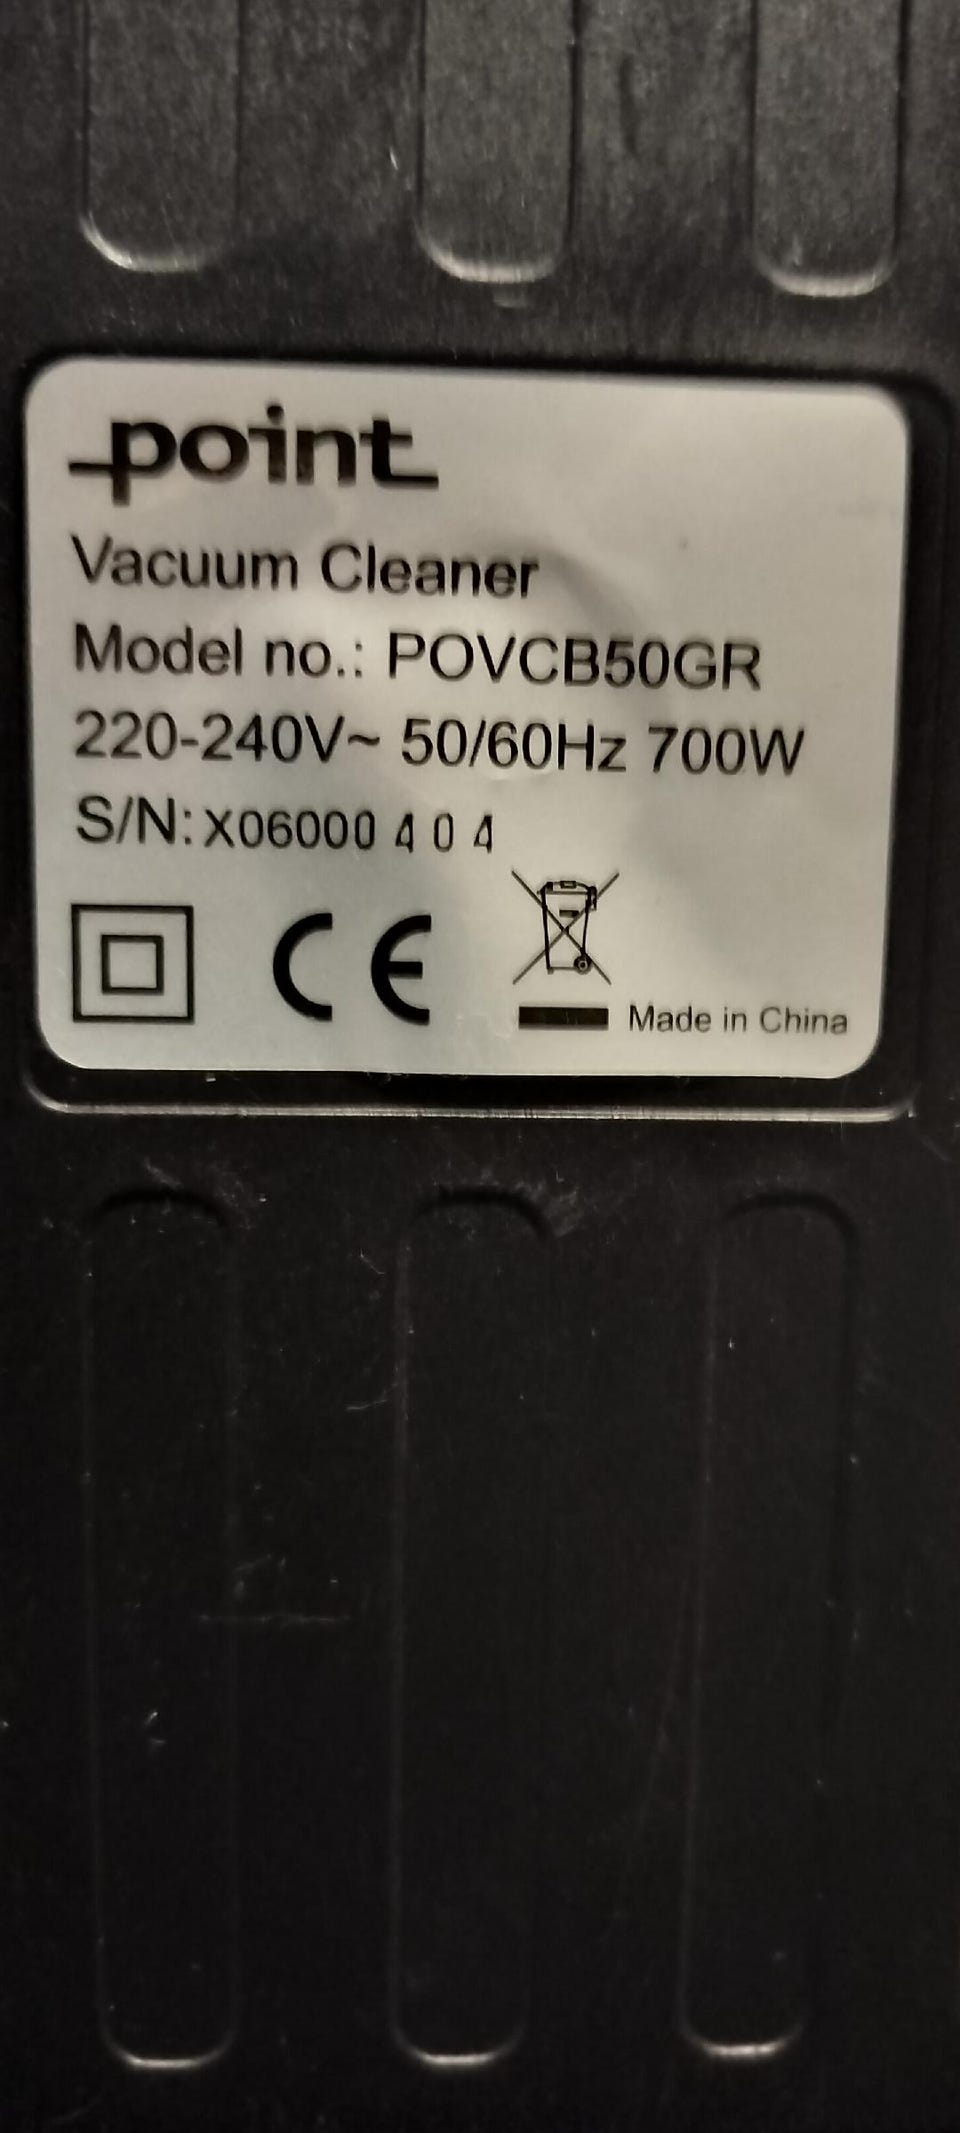 point
Vacuum Cleaner
Model no.: POVCB50GR
220-240V~ 50/60Hz 700W
S/N: X06000 4 0 4
CE
Made in China